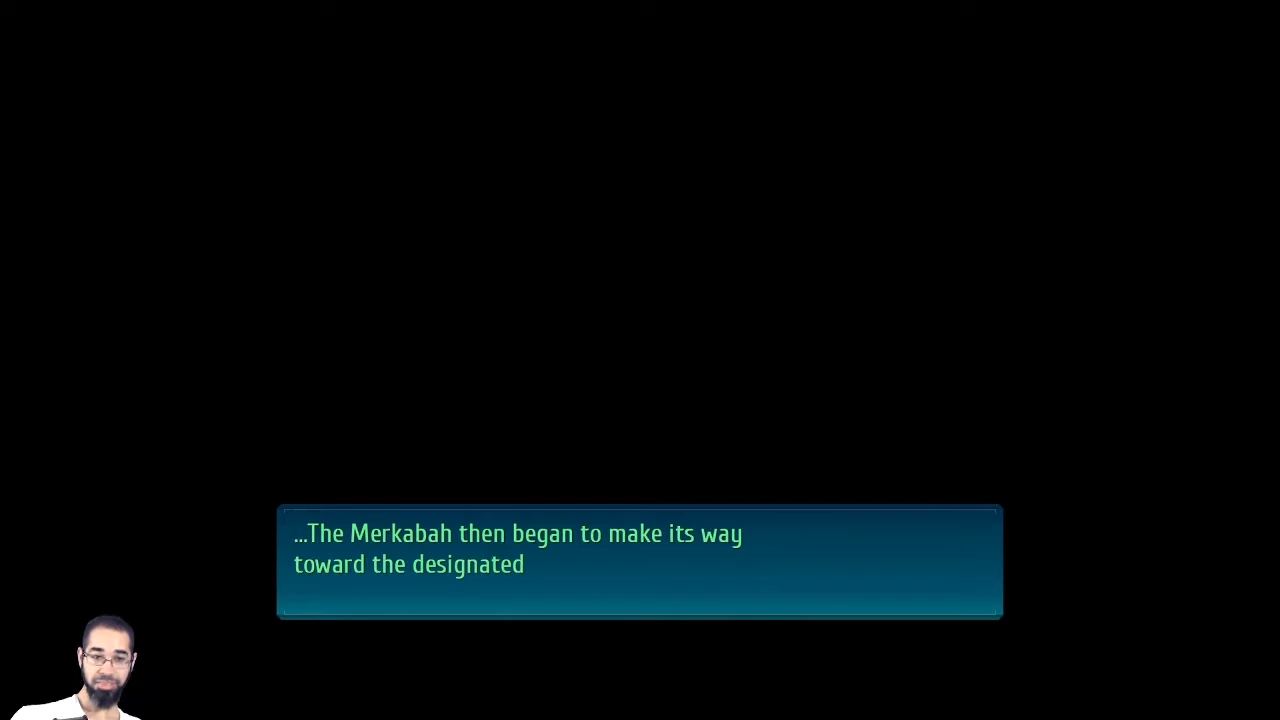 ...The Merkabah then began to make its way
toward the designated